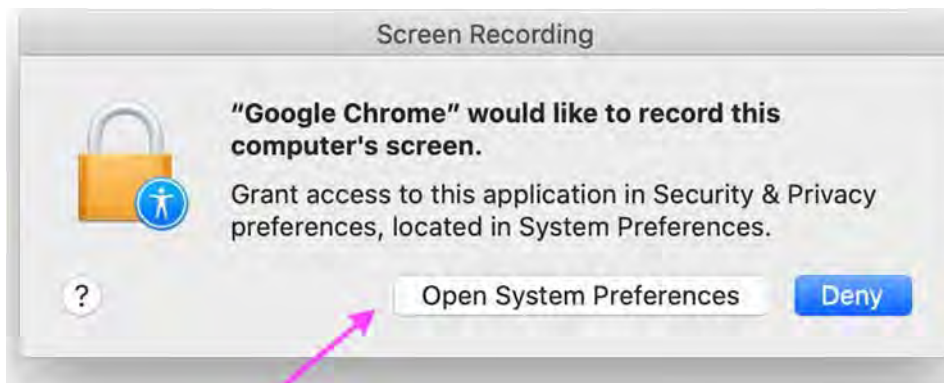 Screen Recording
“Google Chrome” would like to record this
computer's screen.
Grant access to this application in Security & Privacy
preferences, located in System Preferences.
?
Open System Preferences
Deny